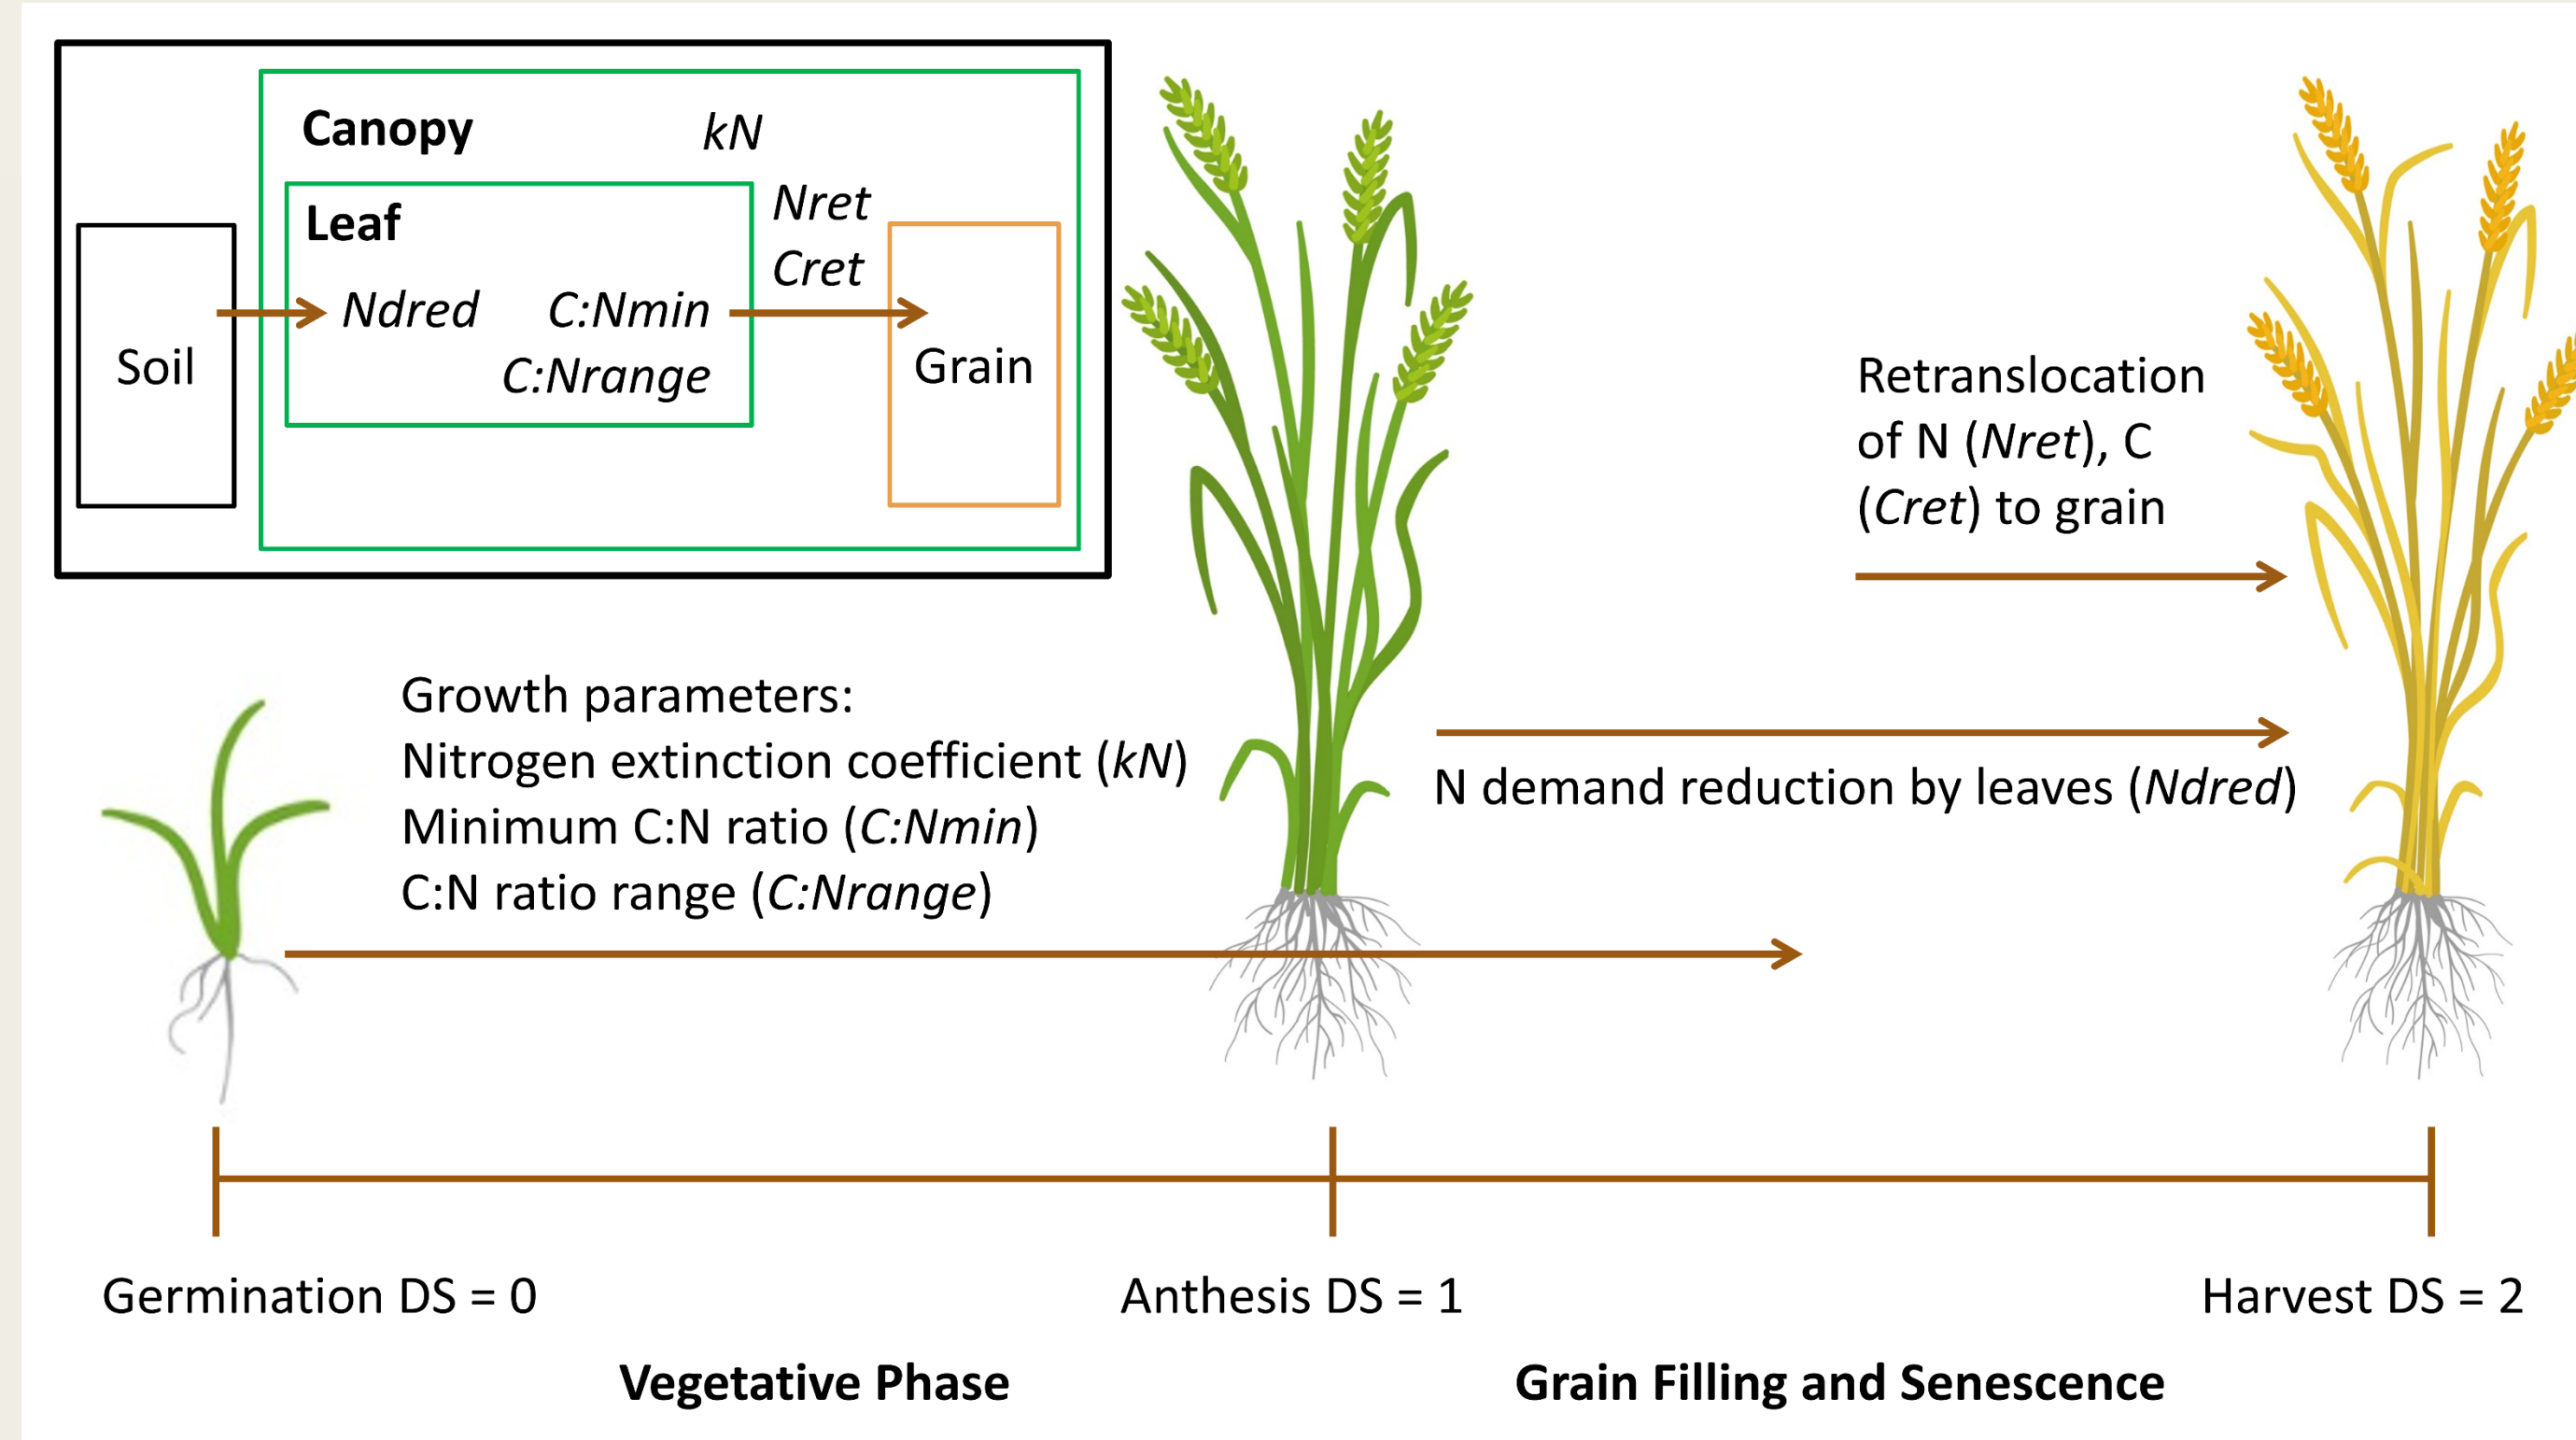 Canopy kN
Nret
Leaf
Cret
Ndred C:Nmin
Soil C:Nrange Grain
Retranslocation
of N (Nret), C
(Cret) to grain
Growth parameters:
Nitrogen extinction coefficient (kN)
Minimum C:N ratio (C:Nmin)
C:N ratio range (C:Nrange)
N demand reduction by leaves (Ndred)
Germination DS = 0 Anthesis DS = 1 Harvest DS = 2
Vegetative Phase Grain Filling and Senescence